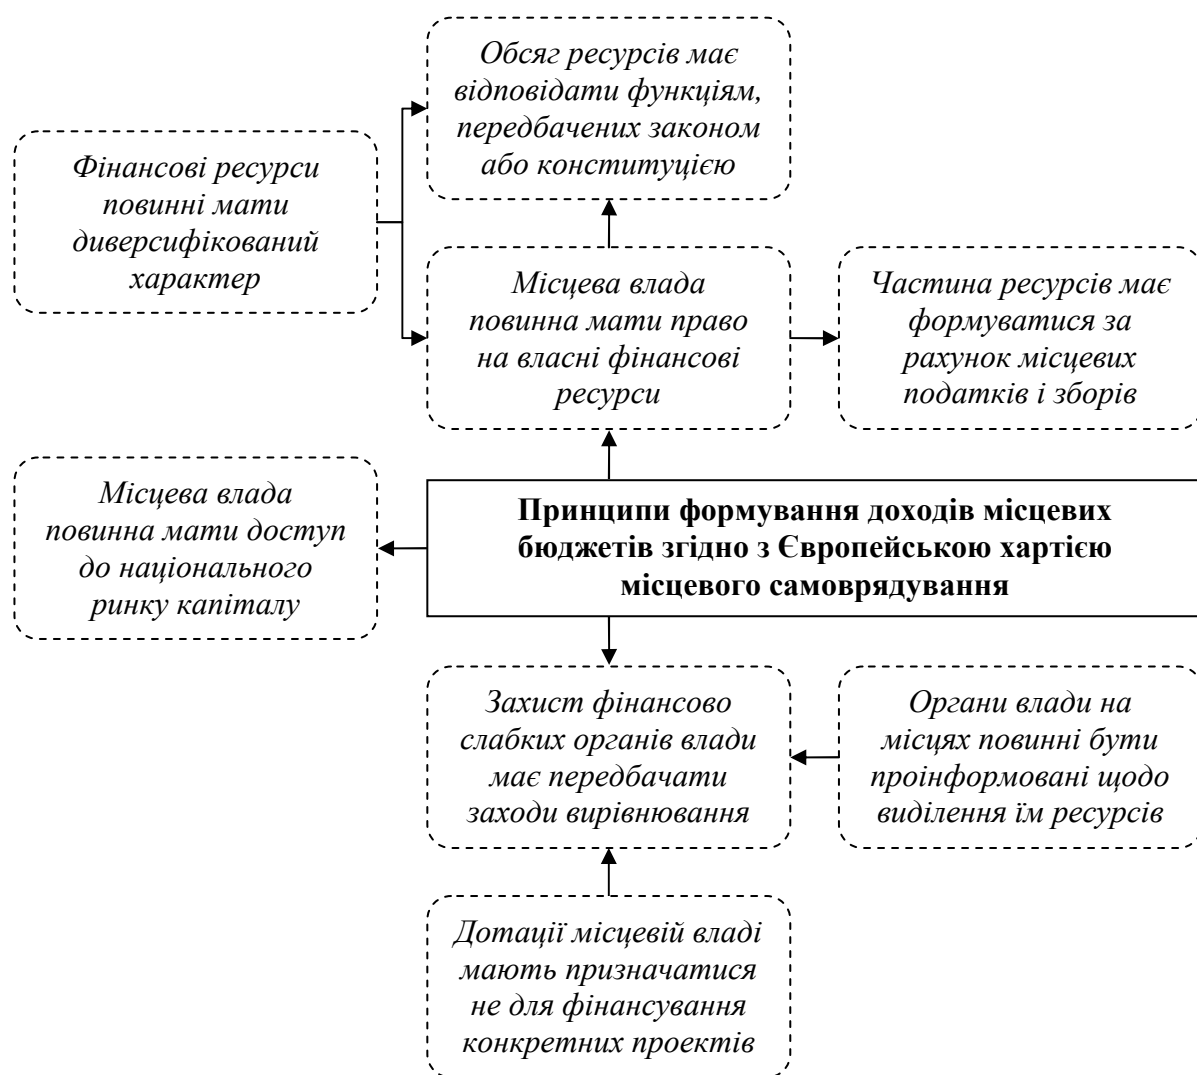 Обсяг ресурсів має
відповідати функціям,
передбачених законом
або конституцією
Фінансові ресурси
повинні мати
диверсифікований
характер
Місцева влада
повинна мати право
на власні фінансові
ресурси
Частина ресурсів має
формуватися за
рахунок місцевих
податків і зборів
Місцева влада
повинна мати доступ
до національного
ринку капіталу
Принципи формування доходів місцевих
бюджетів згідно з Європейською хартією
місцевого самоврядування
Захист фінансово
слабких органів влади
має передбачати
заходи вирівнювання
Органи влади на
місцях повинні бути
проінформовані щодо
виділення їм ресурсів
Дотації місцевій владі
мають призначатися
не для фінансування
конкретних проектів